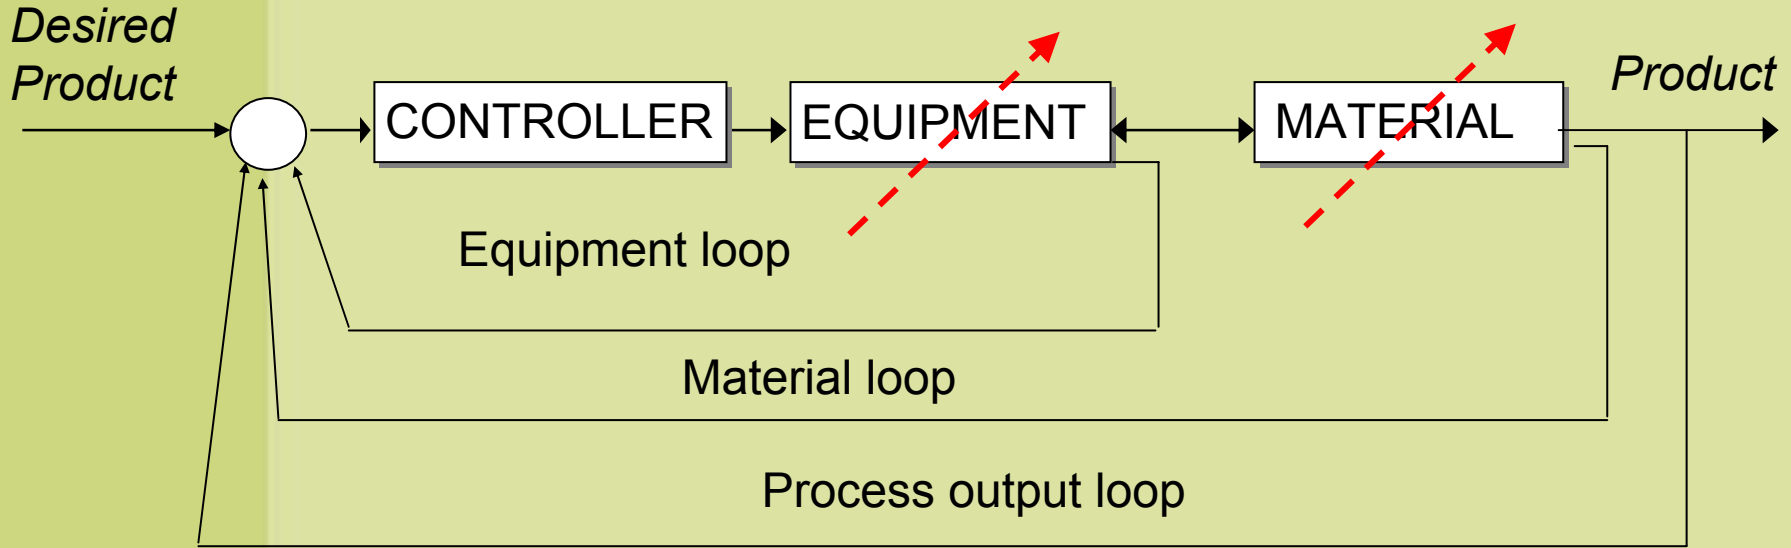 Desired
Product
CONTROLLER
EQUIPMENT
MATERIAL
Product
Equipment loop
Material loop
Process output loop